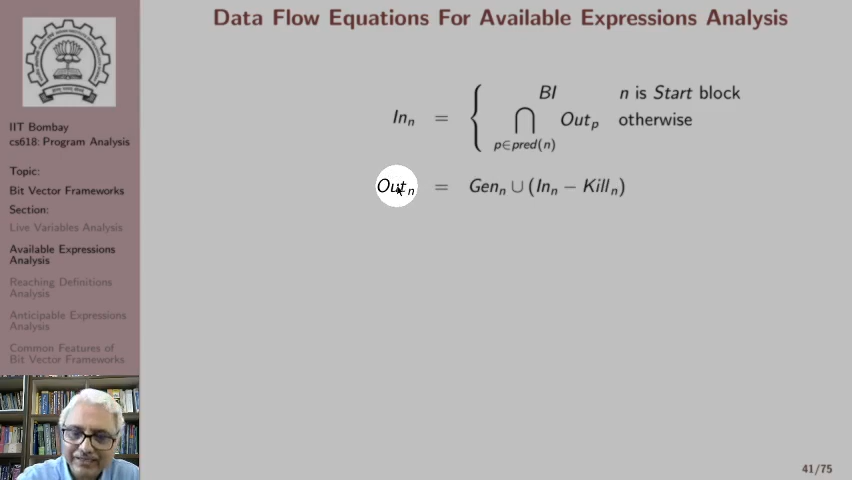 Data Flow Equations For Available Expressions Analysis
IIT Bombay
cs618: Program Analysis
Topic:
Bit Vector Frameworks
Section:
Live Variables Analysis
Available Expressions
Analysis
Reaching Definitions
Analysis
Anticipable Expressions
Analysis
Common Features of
Bit Vector Frameworks
In_n = { BI n is Start block
⋂_{p∈pred(n)} Out_p otherwise
Out_n = Gen_n ∪ (In_n − Kill_n)
41/75